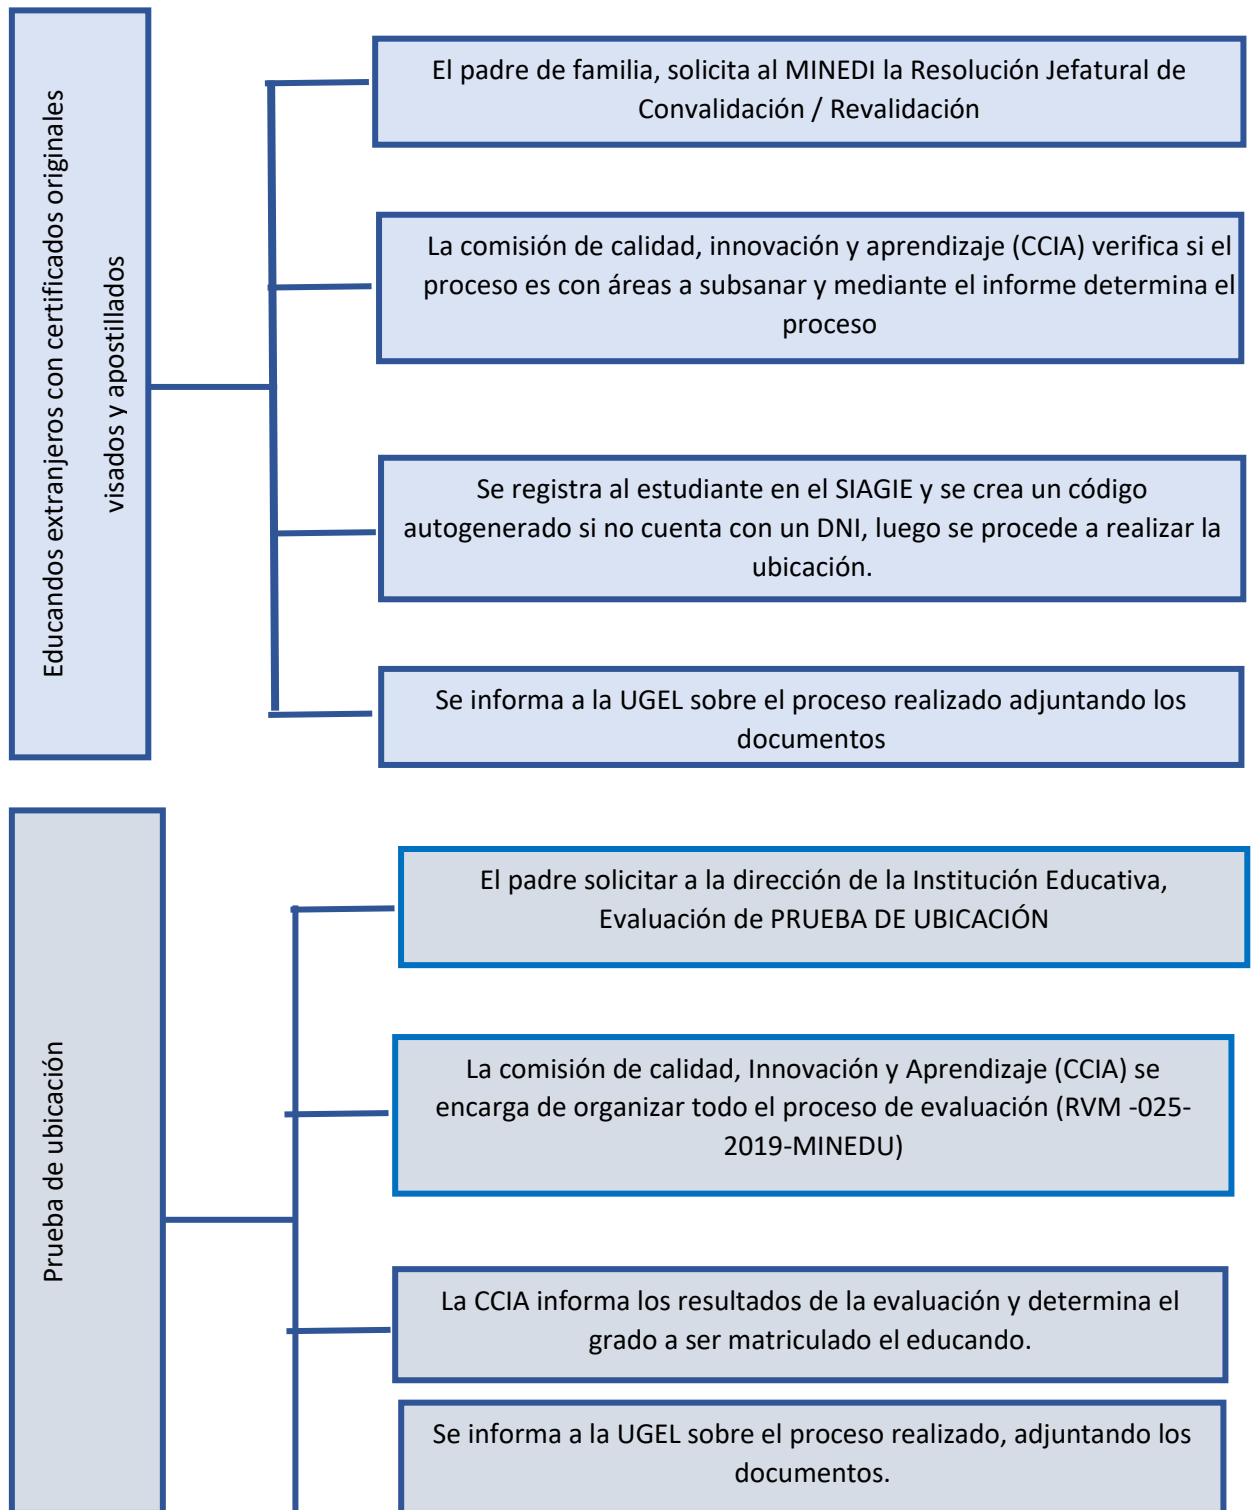 Educandos extranjeros con certificados originales
visados y apostillados
El padre de familia, solicita al MINEDI la Resolución Jefatural de
Convalidación / Revalidación
La comisión de calidad, innovación y aprendizaje (CCIA) verifica si el
proceso es con áreas a subsanar y mediante el informe determina el
proceso
Se registra al estudiante en el SIAGIE y se crea un código
autogenerado si no cuenta con un DNI, luego se procede a realizar la
ubicación.
Se informa a la UGEL sobre el proceso realizado adjuntando los
documentos
Prueba de ubicación
El padre solicitar a la dirección de la Institución Educativa,
Evaluación de PRUEBA DE UBICACIÓN
La comisión de calidad, Innovación y Aprendizaje (CCIA) se
encarga de organizar todo el proceso de evaluación (RVM -025-
2019-MINEDU)
La CCIA informa los resultados de la evaluación y determina el
grado a ser matriculado el educando.
Se informa a la UGEL sobre el proceso realizado, adjuntando los
documentos.